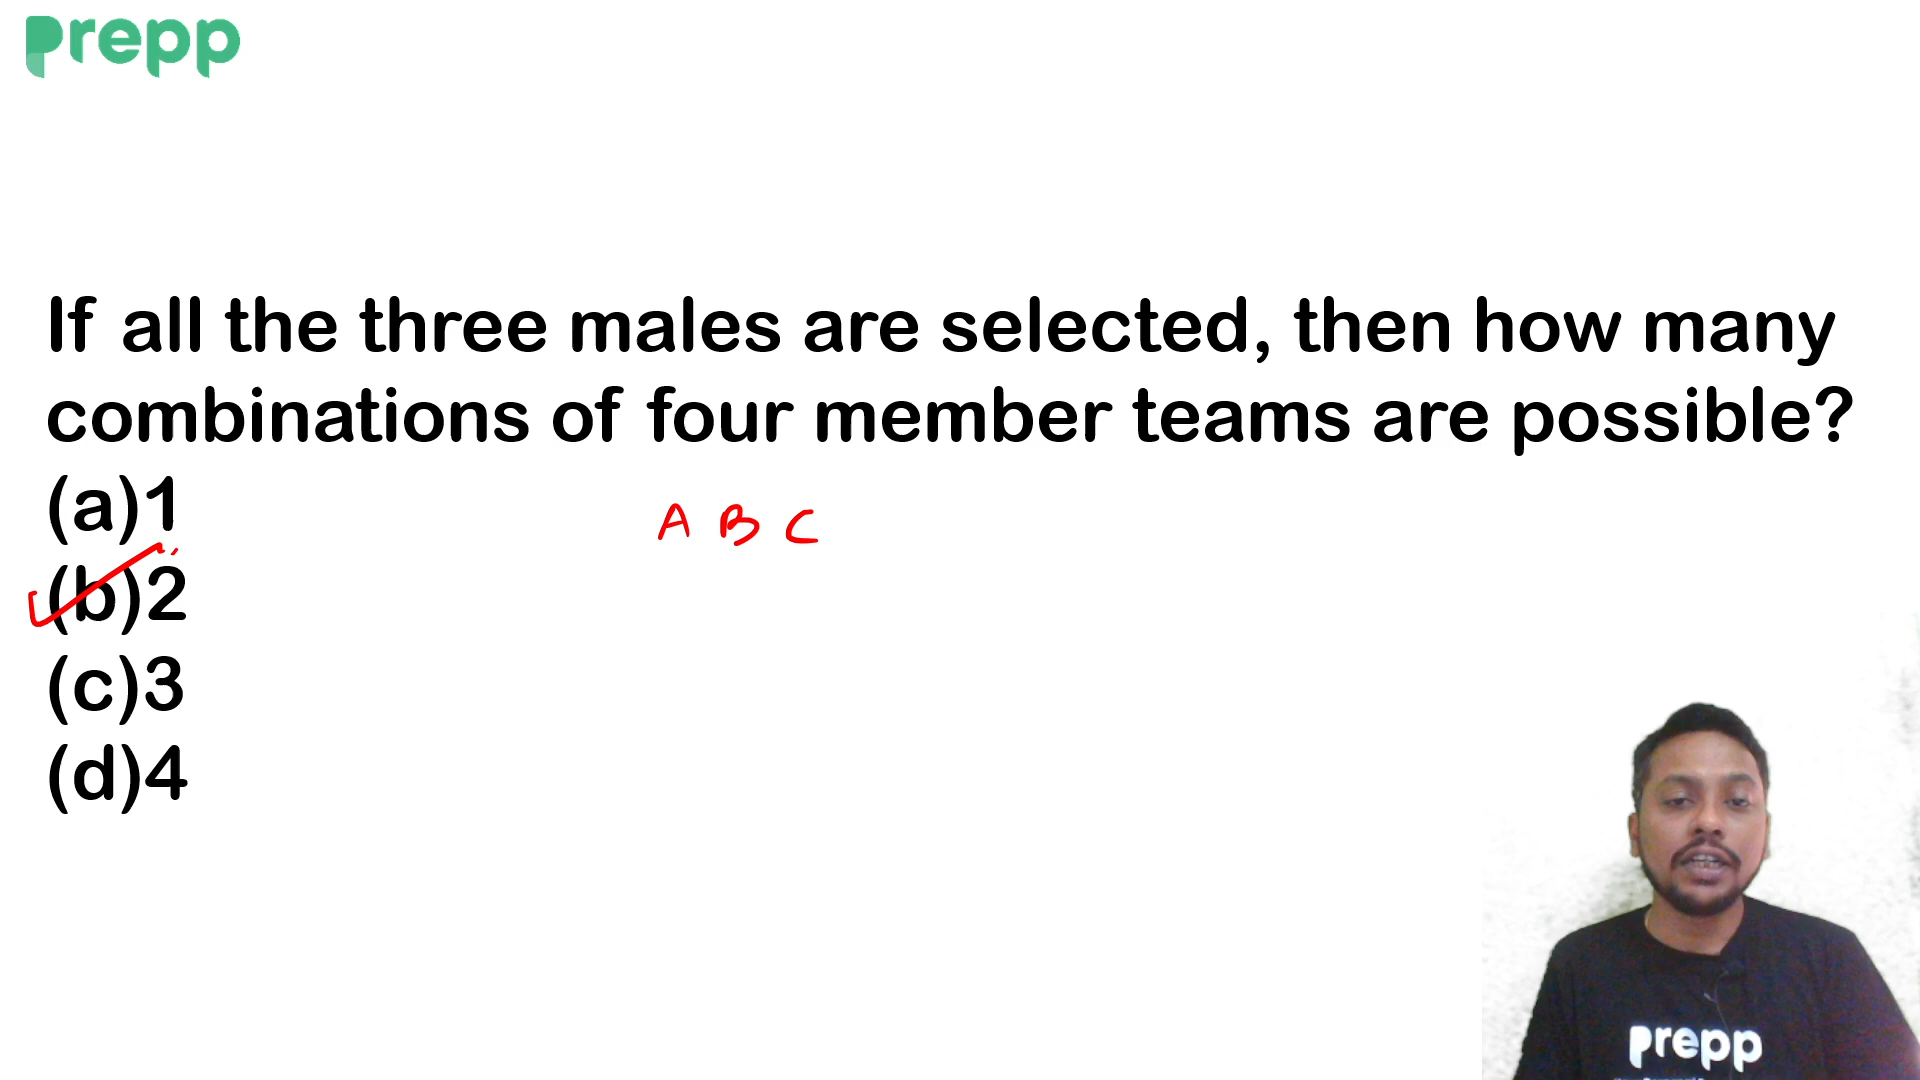 prepp
If all the three males are selected, then how many
combinations of four member teams are possible?
(a)1
A B C
(b)2
(c)3
(d)4
prepp